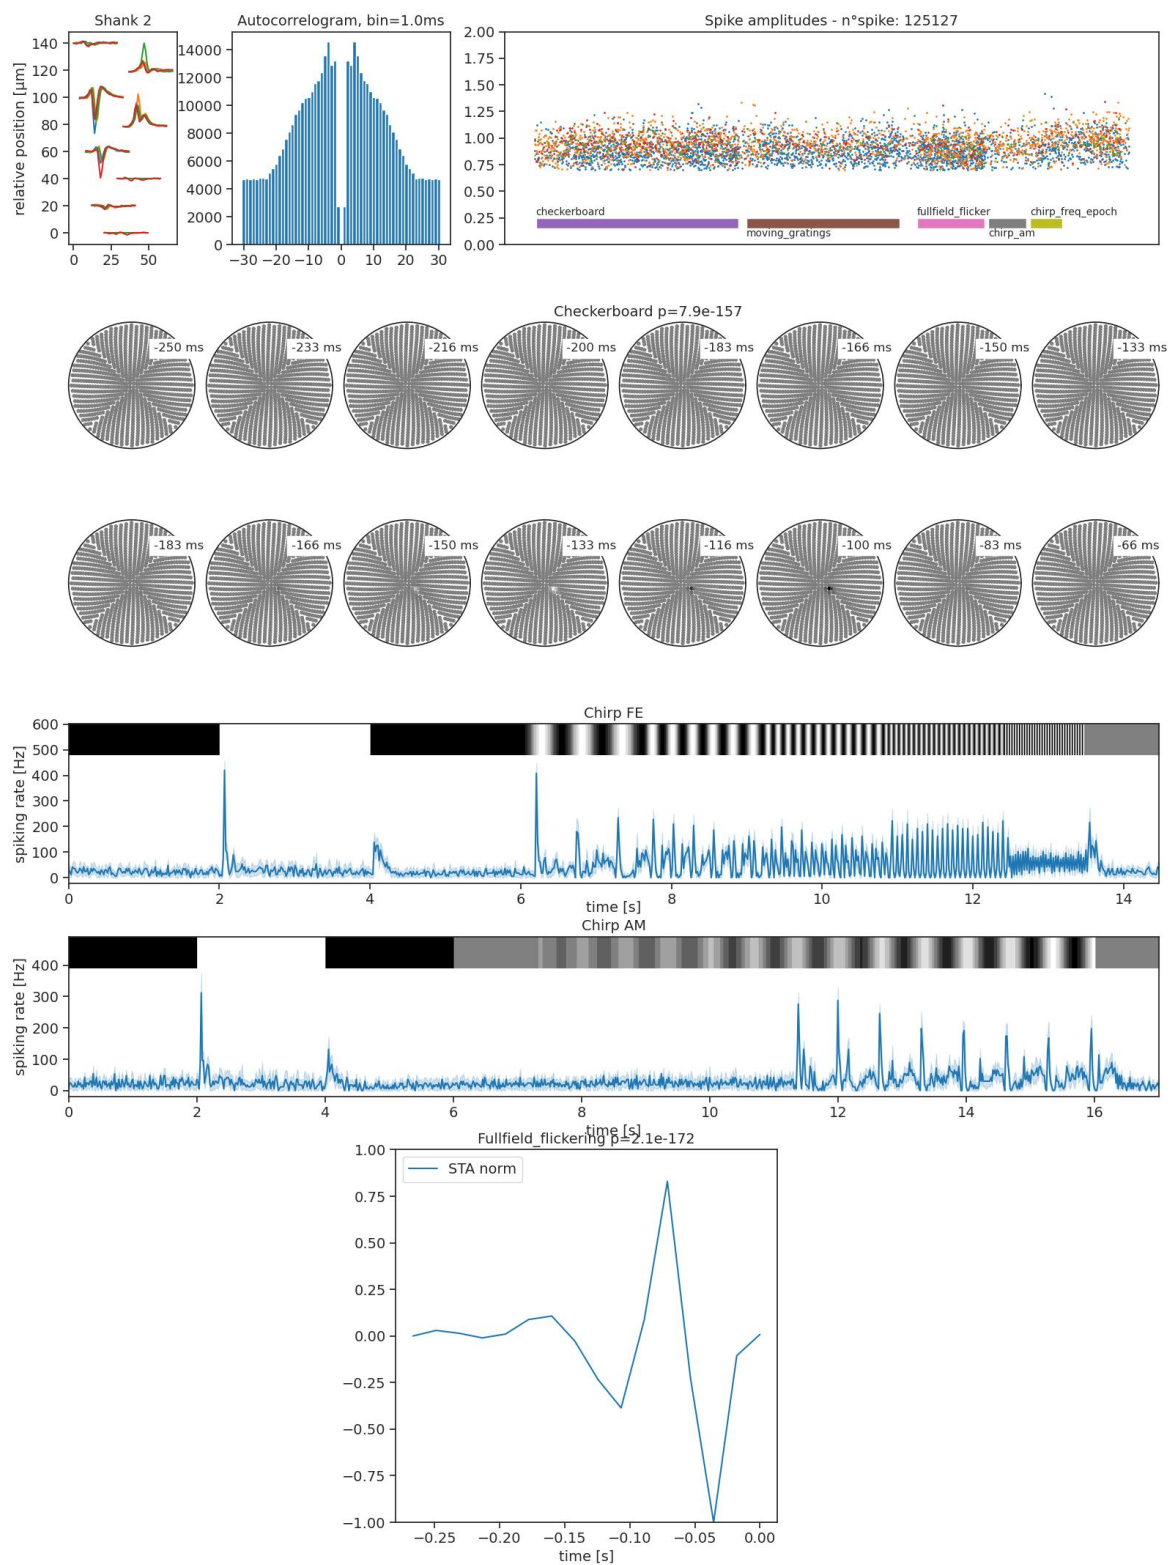 Shank 2
Autocorrelogram, bin=1.0ms
Spike amplitudes - n°spike: 125127
relative position [µm]
140
120
100
80
60
40
20
0
0 25 50
14000
12000
10000
8000
6000
4000
2000
0
−30 −20 −10 0 10 20 30
2.00
1.75
1.50
1.25
1.00
0.75
0.50
0.25
0.00
checkerboard
moving_gratings
fullfield_flicker
chirp_am
chirp_freq_epoch
Checkerboard p=7.9e-157
-250 ms -233 ms -216 ms -200 ms -183 ms -166 ms -150 ms -133 ms
-183 ms -166 ms -150 ms -133 ms -116 ms -100 ms -83 ms -66 ms
Chirp FE
spiking rate [Hz]
600
500
400
300
200
100
0
0 2 4 6 8 10 12 14
time [s]
Chirp AM
spiking rate [Hz]
400
300
200
100
0
0 2 4 6 8 10 12 14 16
time [s]
Fullfield_flickering p=2.1e-172
STA norm
1.00
0.75
0.50
0.25
0.00
−0.25
−0.50
−0.75
−1.00
−0.25 −0.20 −0.15 −0.10 −0.05 0.00
time [s]